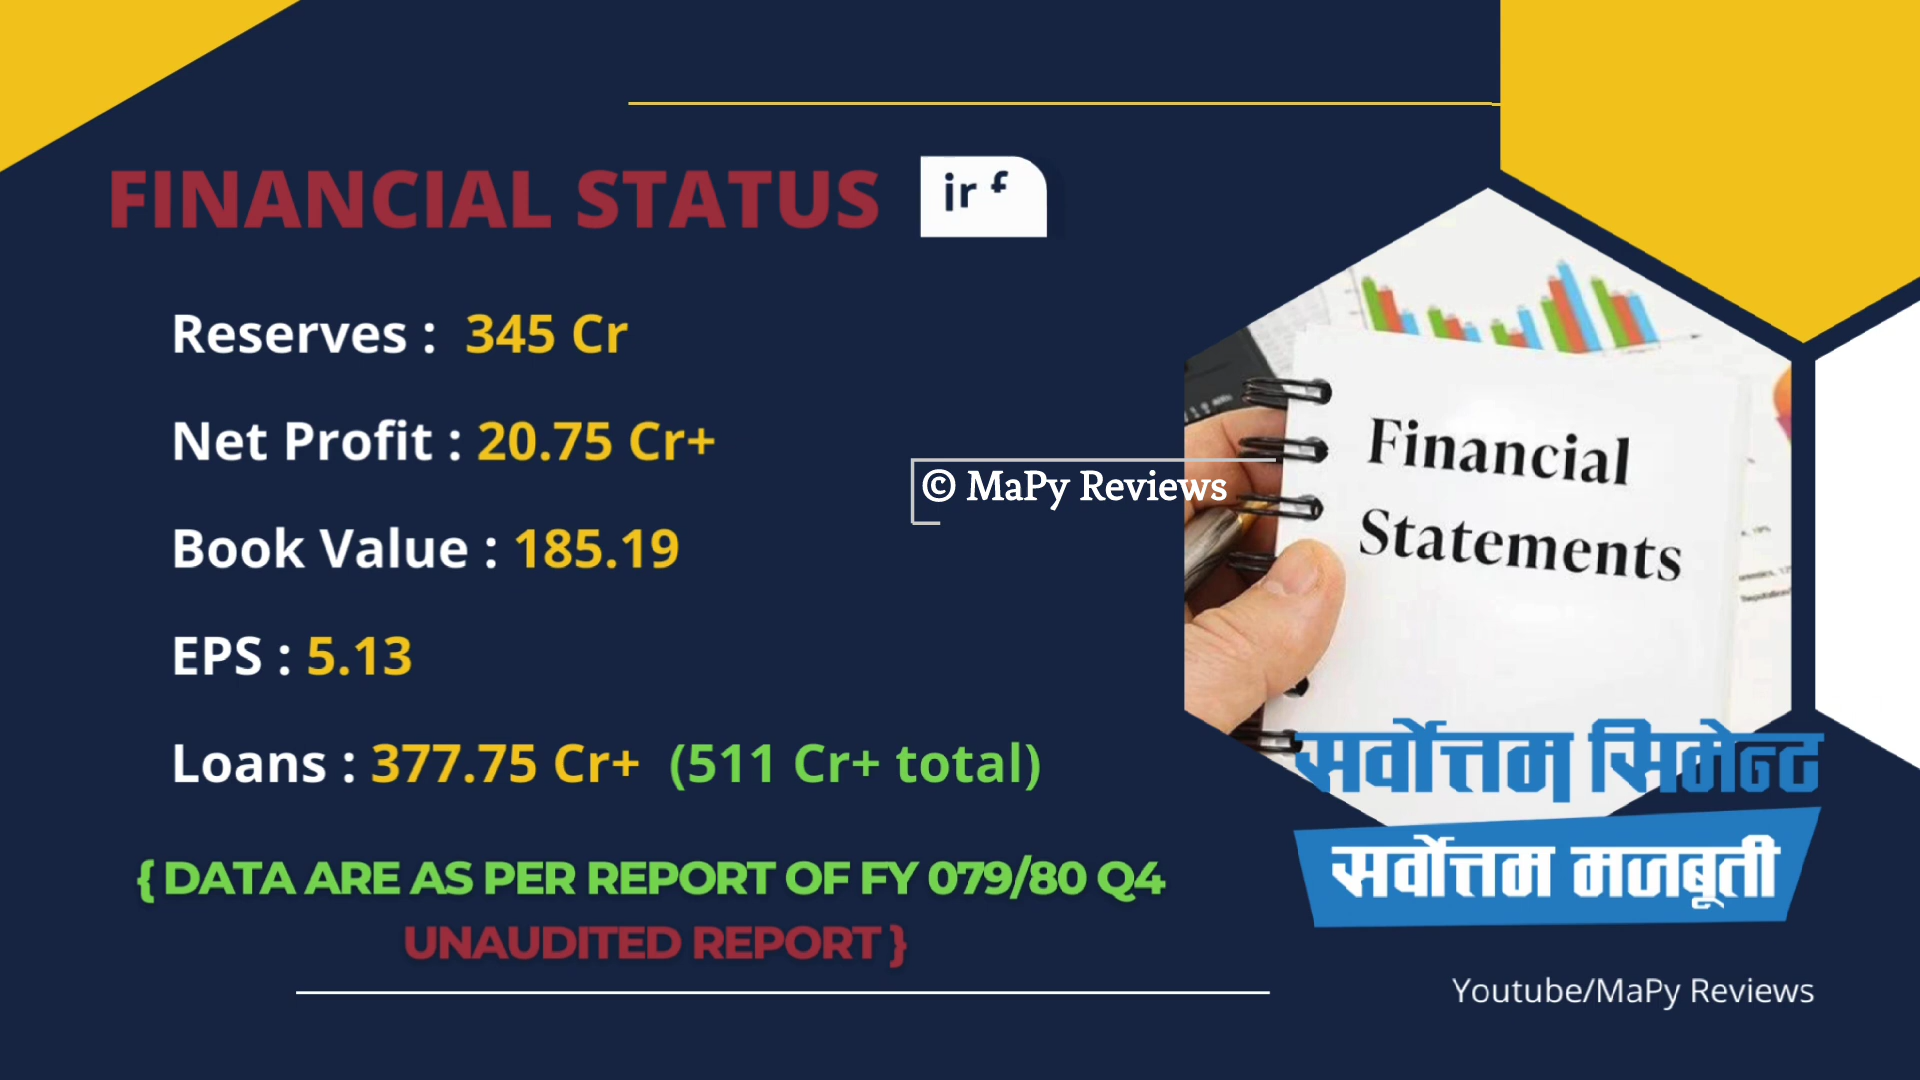 FINANCIAL STATUS
Reserves : 345 Cr
Net Profit : 20.75 Cr+
Book Value : 185.19
EPS : 5.13
Loans : 377.75 Cr+ (511 Cr+ total)
{ DATA ARE AS PER REPORT OF FY 079/80 Q4
UNAUDITED REPORT }
© MaPy Reviews
Financial
Statements
सर्वोत्तम सिमेन्ट
सर्वोत्तम मजबूती
Youtube/MaPy Reviews